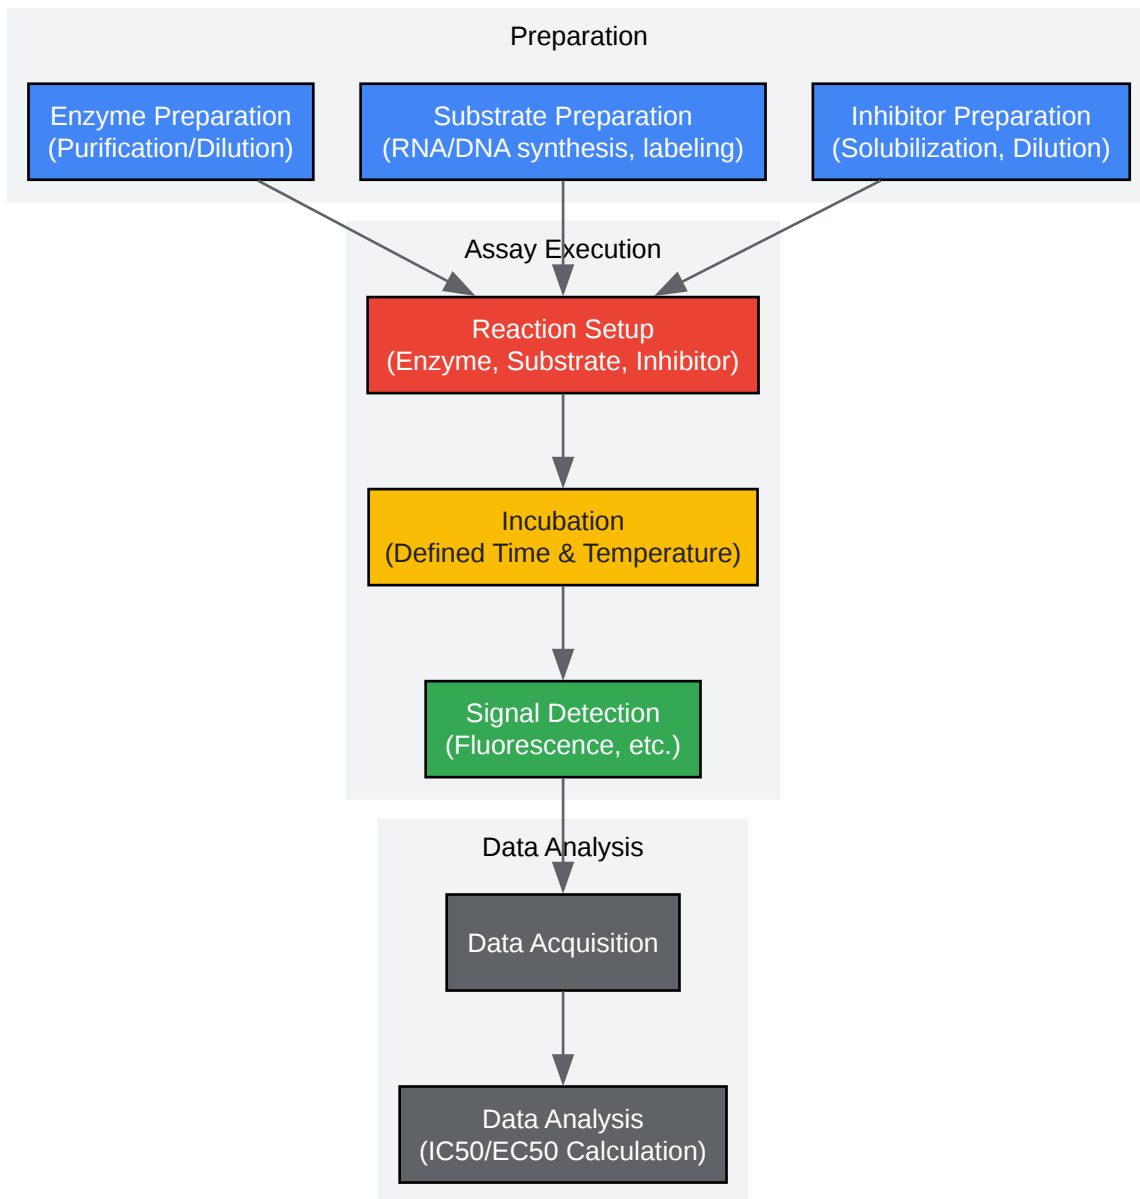 Preparation
Enzyme Preparation
(Purification/Dilution)
Substrate Preparation
(RNA/DNA synthesis, labeling)
Inhibitor Preparation
(Solubilization, Dilution)
Assay Execution
Reaction Setup
(Enzyme, Substrate, Inhibitor)
Incubation
(Defined Time & Temperature)
Signal Detection
(Fluorescence, etc.)
Data Analysis
Data Acquisition
Data Analysis
(IC50/EC50 Calculation)